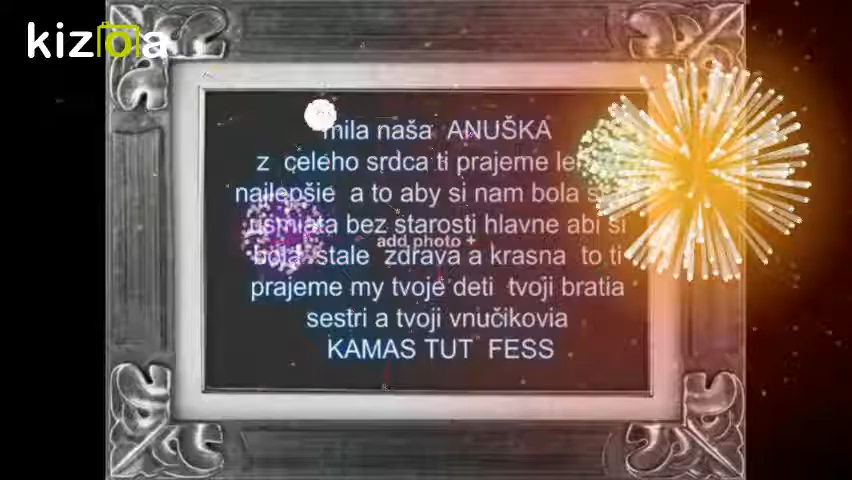 kizoa
mila naša ANUŠKA
z celeho srdca ti prajeme
najlepšie a to aby si nam bola
usmiata bez starosti hlavne abi si
add photo +
bola stale zdrava a krasna to ti
prajeme my tvoje deti tvoji bratia
sestri a tvoji vnučikovia
KAMAS TUT FESS